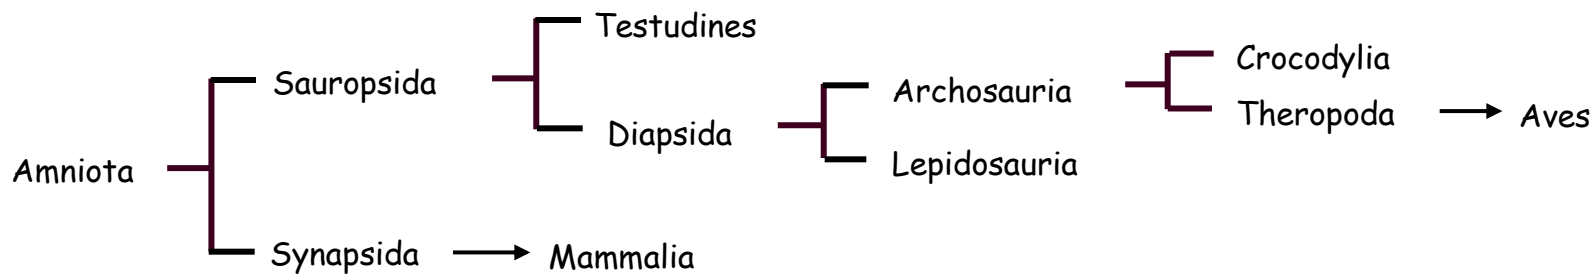 Testudines
Crocodylia
Sauropsida
Archosauria
Theropoda
Aves
Diapsida
Lepidosauria
Amniota
Synapsida
Mammalia